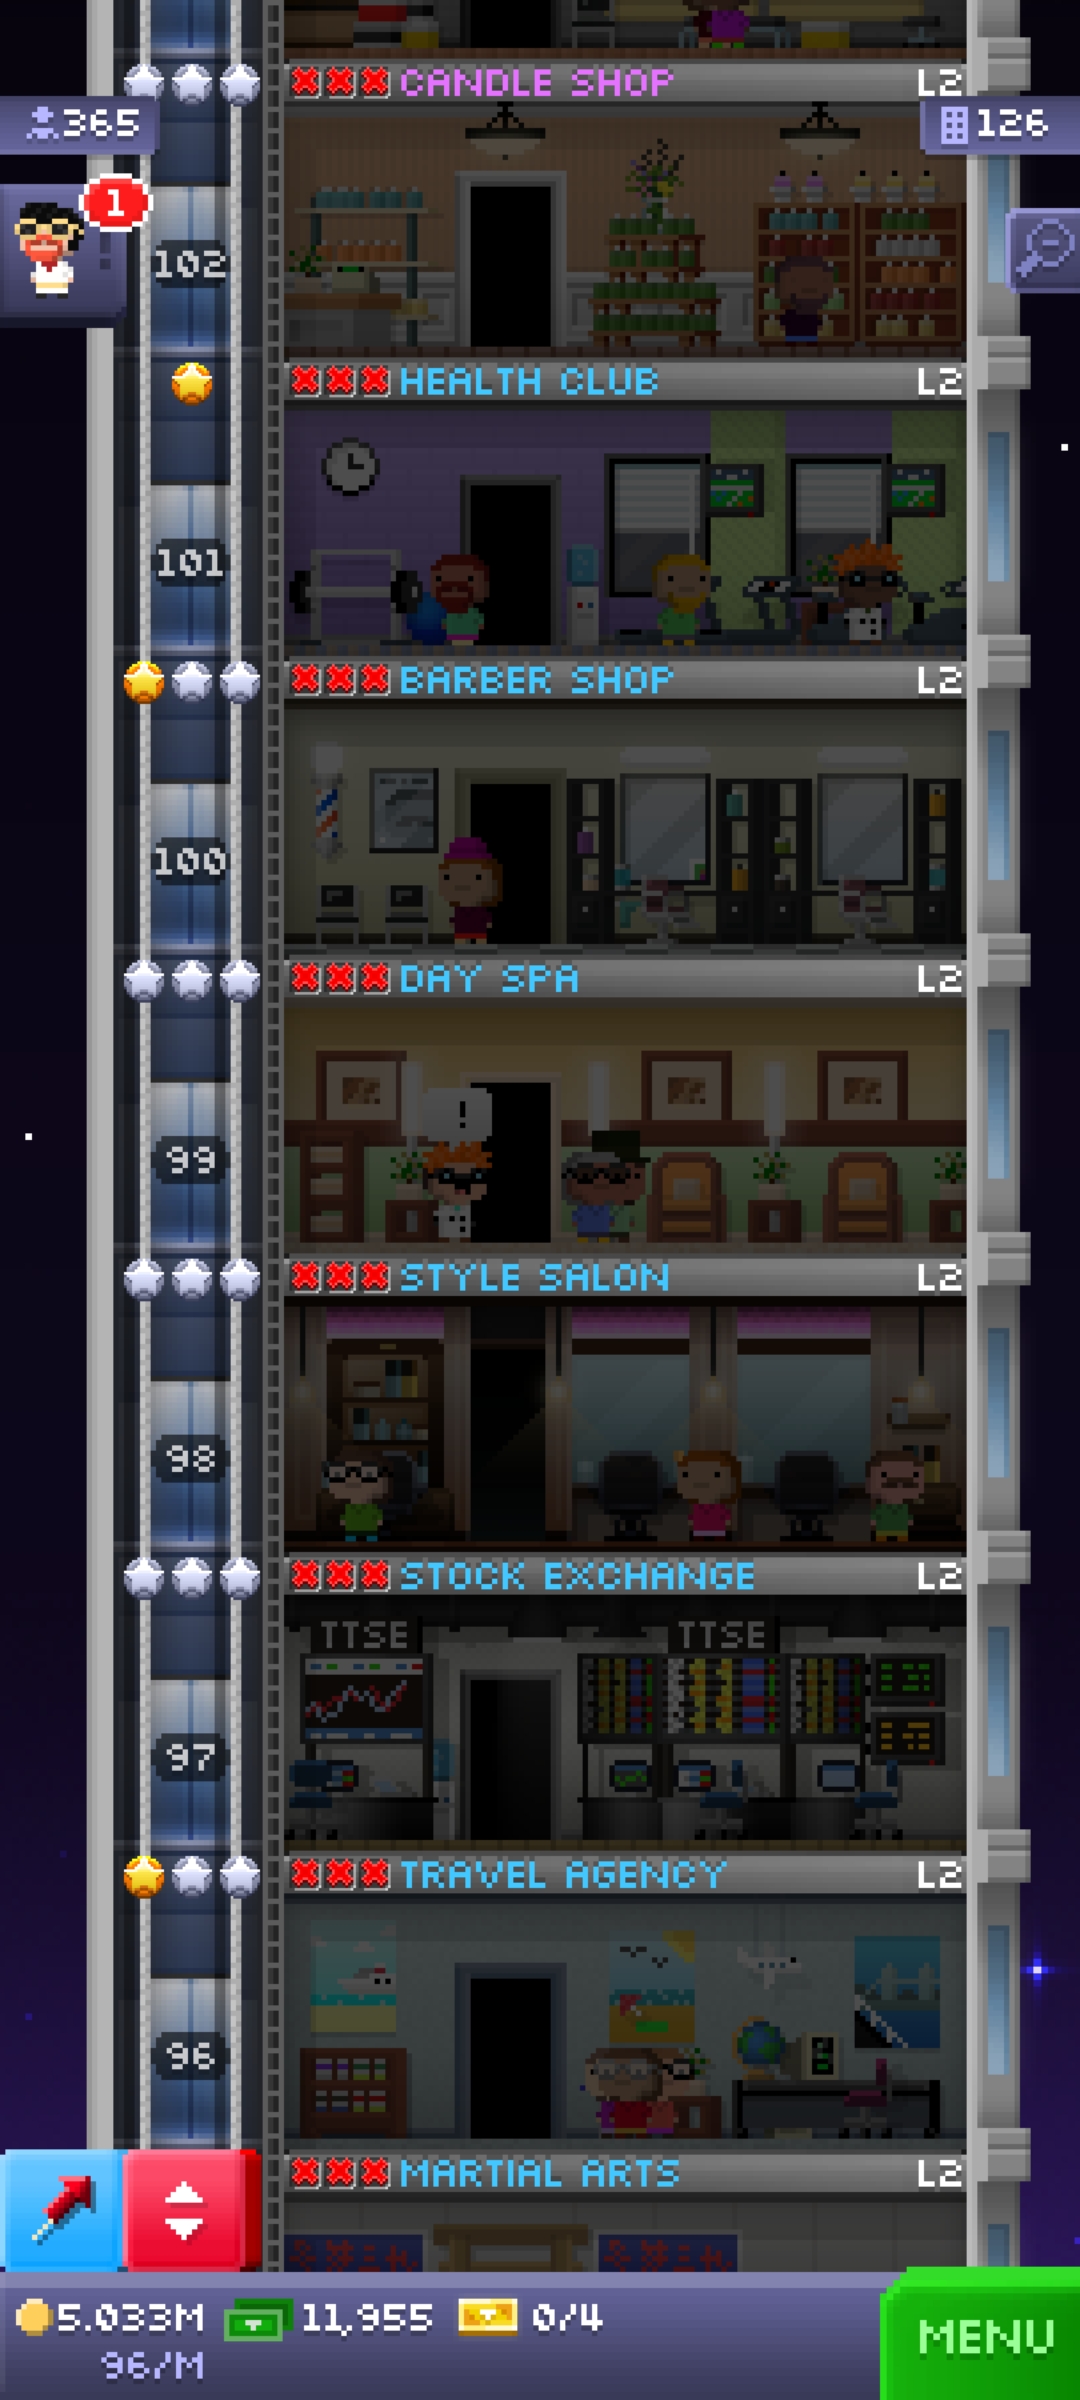 CANDLE SHOP L2
365
126
1
102
HEALTH CLUB L2
101
BARBER SHOP L2
100
DAY SPA L2
!
99
STYLE SALON L2
98
STOCK EXCHANGE L2
TTSE TTSE
97
TRAVEL AGENCY L2
96
MARTIAL ARTS L2
5.033M 11,955 0/4
96/M
MENU